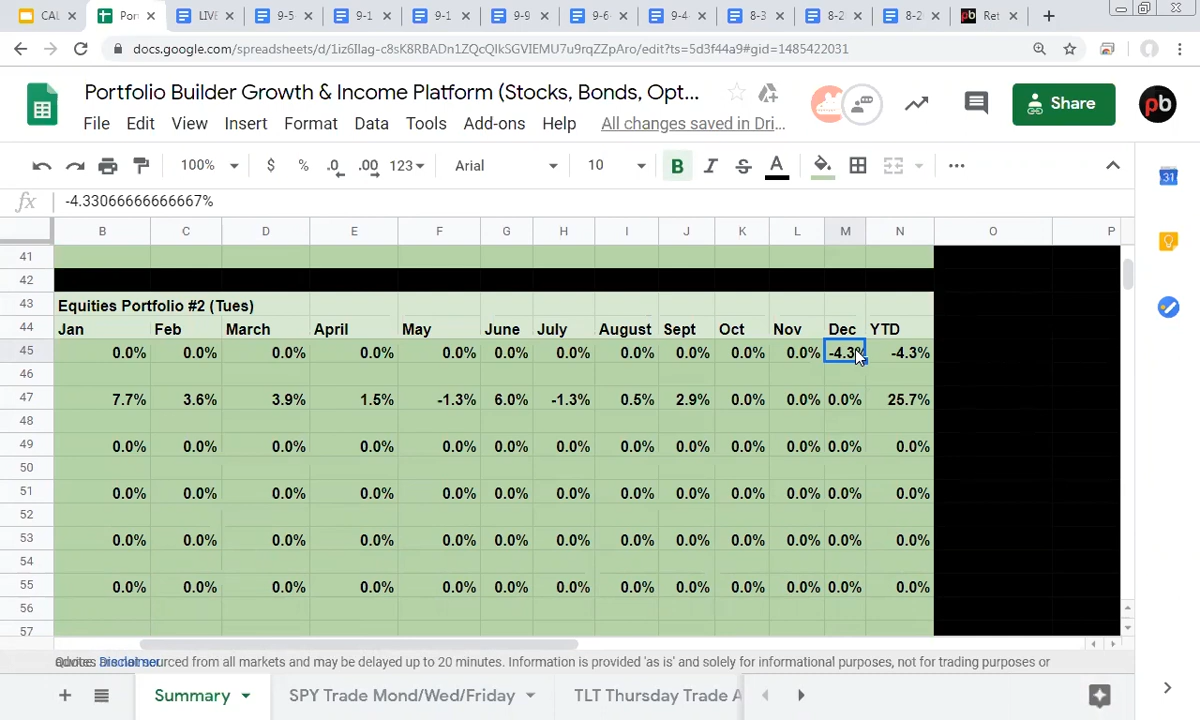 CAL
Por
LIVE
9-5
9-1
9-1
9-9
9-6-
9-4-
8-3
8-2
8-2
pb Ret
docs.google.com/spreadsheets/d/1iz6Ilag-c8sK8RBADn1ZQcQlkSGVIEMU7u9rqZZpAro/edit?ts=5d3f44a9#gid=1485422031
Portfolio Builder Growth & Income Platform (Stocks, Bonds, Opt...
File Edit View Insert Format Data Tools Add-ons Help All changes saved in Dri...
Share
pb
100% $ % .0 .00 123 Arial 10 B I S A
31
fx -4.33066666666667%
B C D E F G H I J K L M N O P
41
42
43 Equities Portfolio #2 (Tues)
44 Jan Feb March April May June July August Sept Oct Nov Dec YTD
45 0.0% 0.0% 0.0% 0.0% 0.0% 0.0% 0.0% 0.0% 0.0% 0.0% 0.0% -4.3% -4.3%
46
47 7.7% 3.6% 3.9% 1.5% -1.3% 6.0% -1.3% 0.5% 2.9% 0.0% 0.0% 0.0% 25.7%
48
49 0.0% 0.0% 0.0% 0.0% 0.0% 0.0% 0.0% 0.0% 0.0% 0.0% 0.0% 0.0% 0.0%
50
51 0.0% 0.0% 0.0% 0.0% 0.0% 0.0% 0.0% 0.0% 0.0% 0.0% 0.0% 0.0% 0.0%
52
53 0.0% 0.0% 0.0% 0.0% 0.0% 0.0% 0.0% 0.0% 0.0% 0.0% 0.0% 0.0% 0.0%
54
55 0.0% 0.0% 0.0% 0.0% 0.0% 0.0% 0.0% 0.0% 0.0% 0.0% 0.0% 0.0% 0.0%
56
57
Disclaimer sourced from all markets and may be delayed up to 20 minutes. Information is provided 'as is' and solely for informational purposes, not for trading purposes or
Summary SPY Trade Mond/Wed/Friday TLT Thursday Trade A